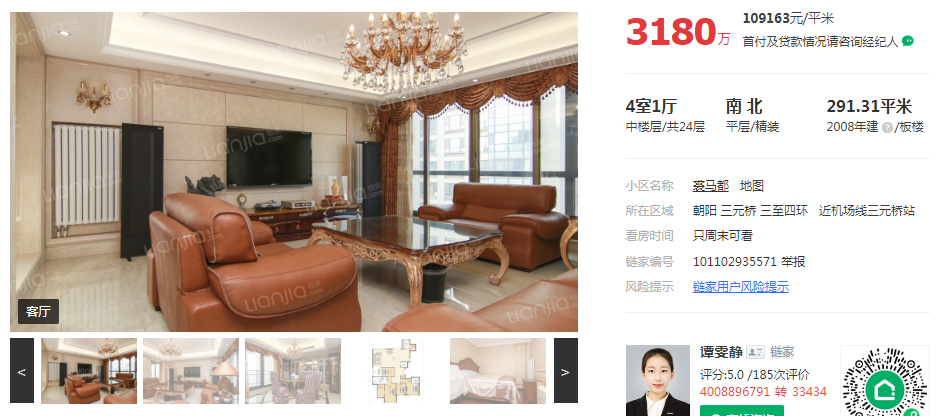 3180万
109163元/平米
首付及贷款情况请咨询经纪人
4室1厅
中楼层/共24层
南 北
平层/精装
291.31平米
2008年建 ?/板楼
小区名称 裘马都 地图
所在区域 朝阳 三元桥 三至四环 近机场线三元桥站
看房时间 只周末可看
链家编号 101102935571 举报
风险提示 链家用户风险提示
lianjia.com
客厅
<
>
谭雯静 链家
评分:5.0 /185次评价
4008896791 转 33434